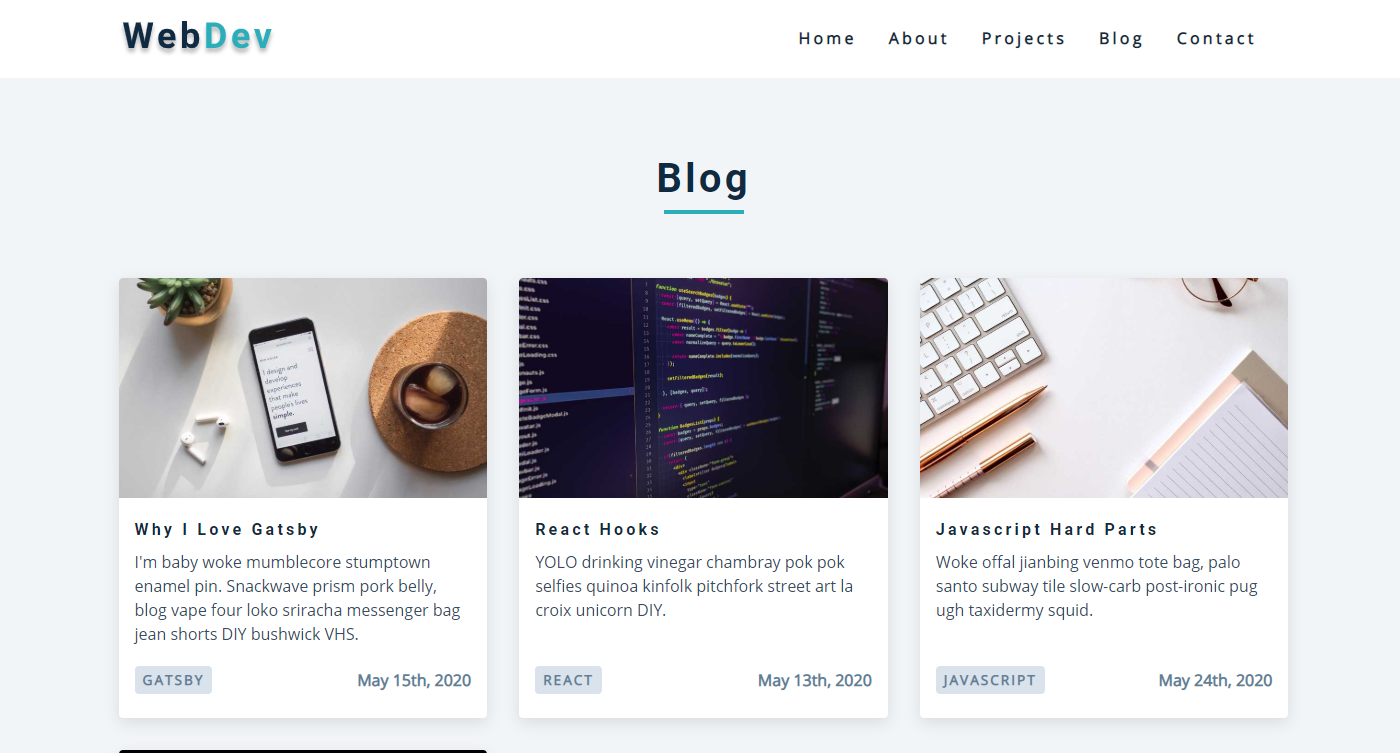 WebDev
Home About Projects Blog Contact
Blog
I design and
develop
experiences
that make
people's lives
simple.
function useSearchBadges(badges) {
Why I Love Gatsby
I'm baby woke mumblecore stumptown
enamel pin. Snackwave prism pork belly,
blog vape four loko sriracha messenger bag
jean shorts DIY bushwick VHS.
GATSBY
May 15th, 2020
React Hooks
YOLO drinking vinegar chambray pok pok
selfies quinoa kinfolk pitchfork street art la
croix unicorn DIY.
REACT
May 13th, 2020
Javascript Hard Parts
Woke offal jianbing venmo tote bag, palo
santo subway tile slow-carb post-ironic pug
ugh taxidermy squid.
JAVASCRIPT
May 24th, 2020